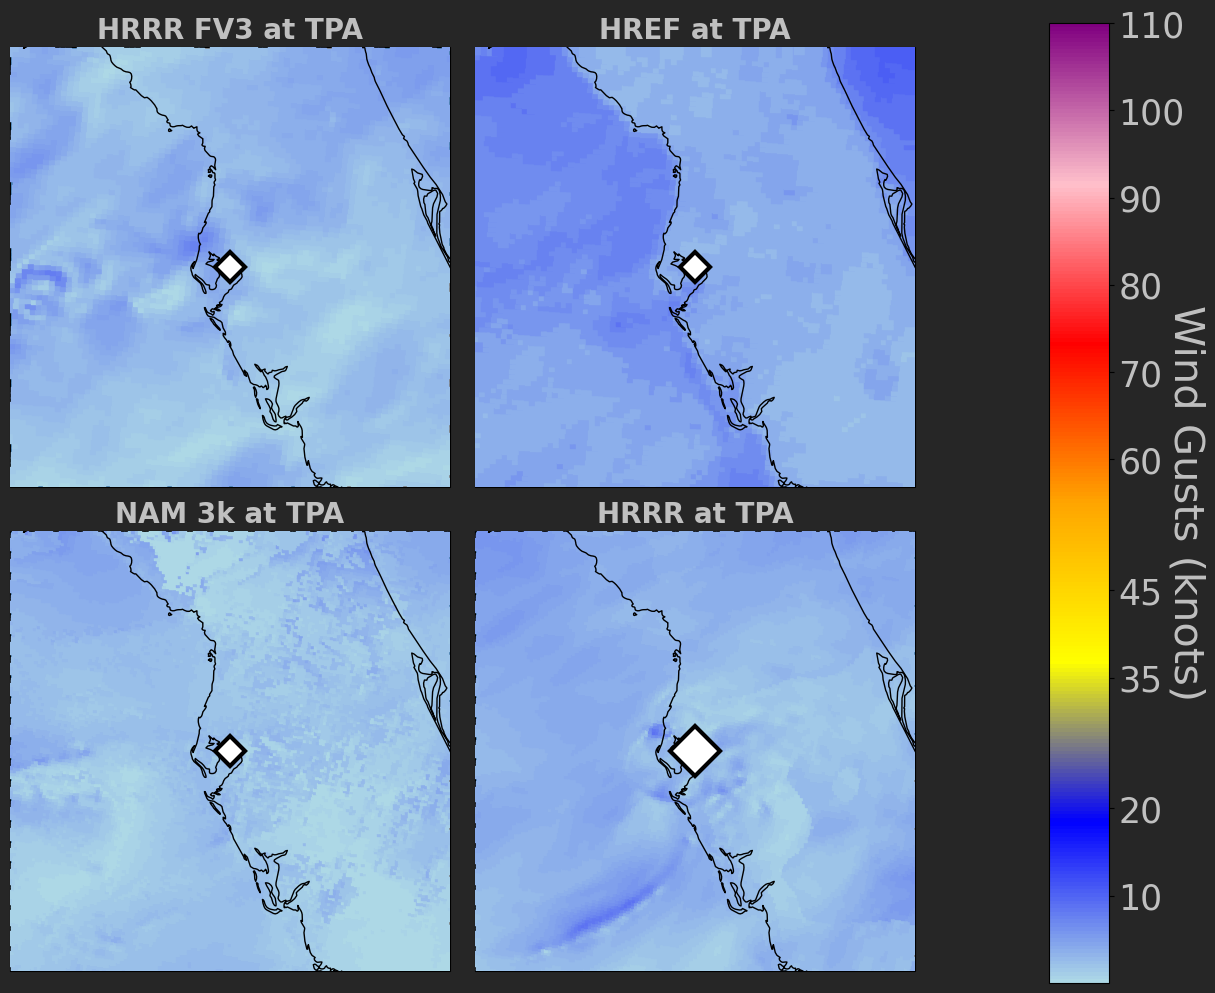 HRRR FV3 at TPA
HREF at TPA
NAM 3k at TPA
HRRR at TPA
110
100
90
80
70
60
45
35
20
10
Wind Gusts (knots)